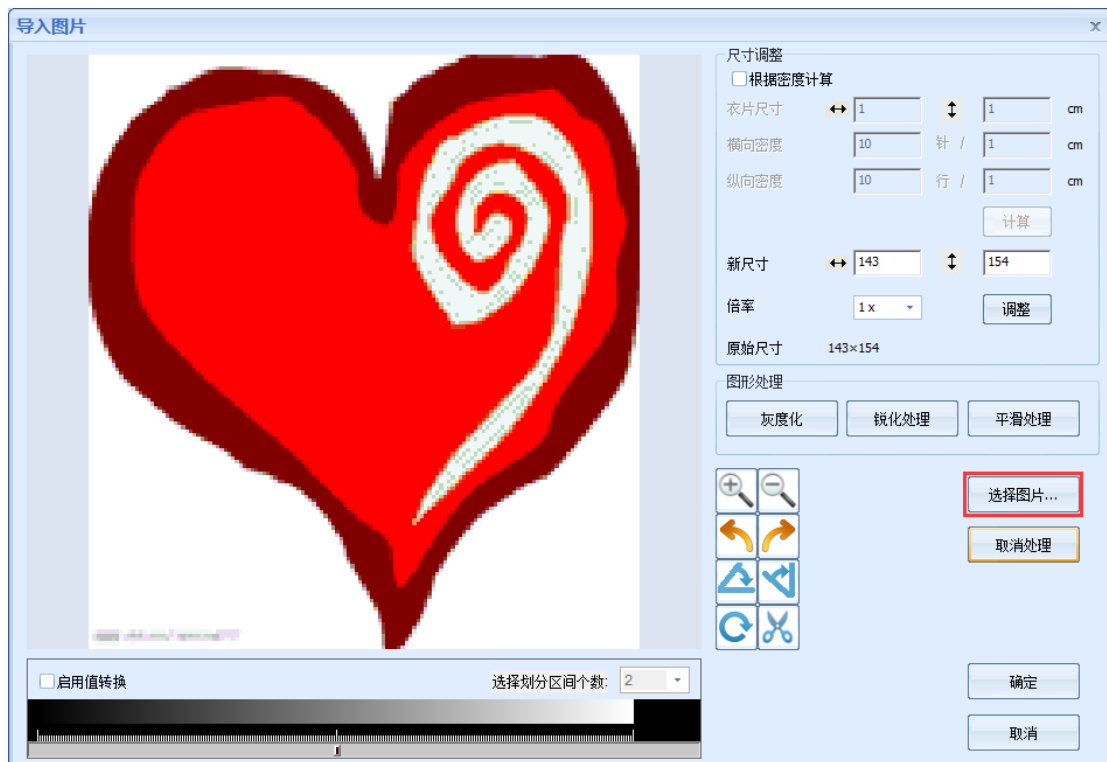 导入图片
尺寸调整
根据密度计算
衣片尺寸 1 1 cm
横向密度 10 针 / 1 cm
纵向密度 10 行 / 1 cm
计算
新尺寸 143 154
倍率 1 x 调整
原始尺寸 143×154
图形处理
灰度化 锐化处理 平滑处理
选择图片...
取消处理
启用值转换 选择划分区间个数: 2
确定
取消